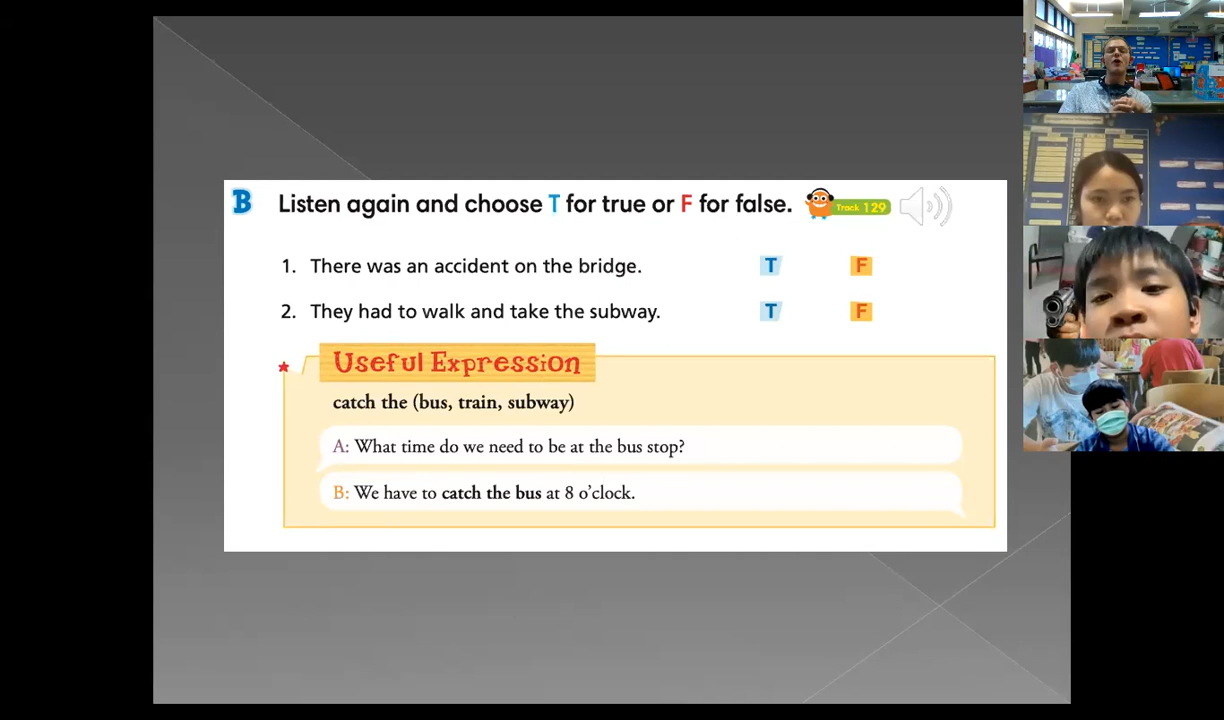 B Listen again and choose T for true or F for false. Track 129
1. There was an accident on the bridge. T F
2. They had to walk and take the subway. T F
Useful Expression
catch the (bus, train, subway)
A: What time do we need to be at the bus stop?
B: We have to catch the bus at 8 o’clock.